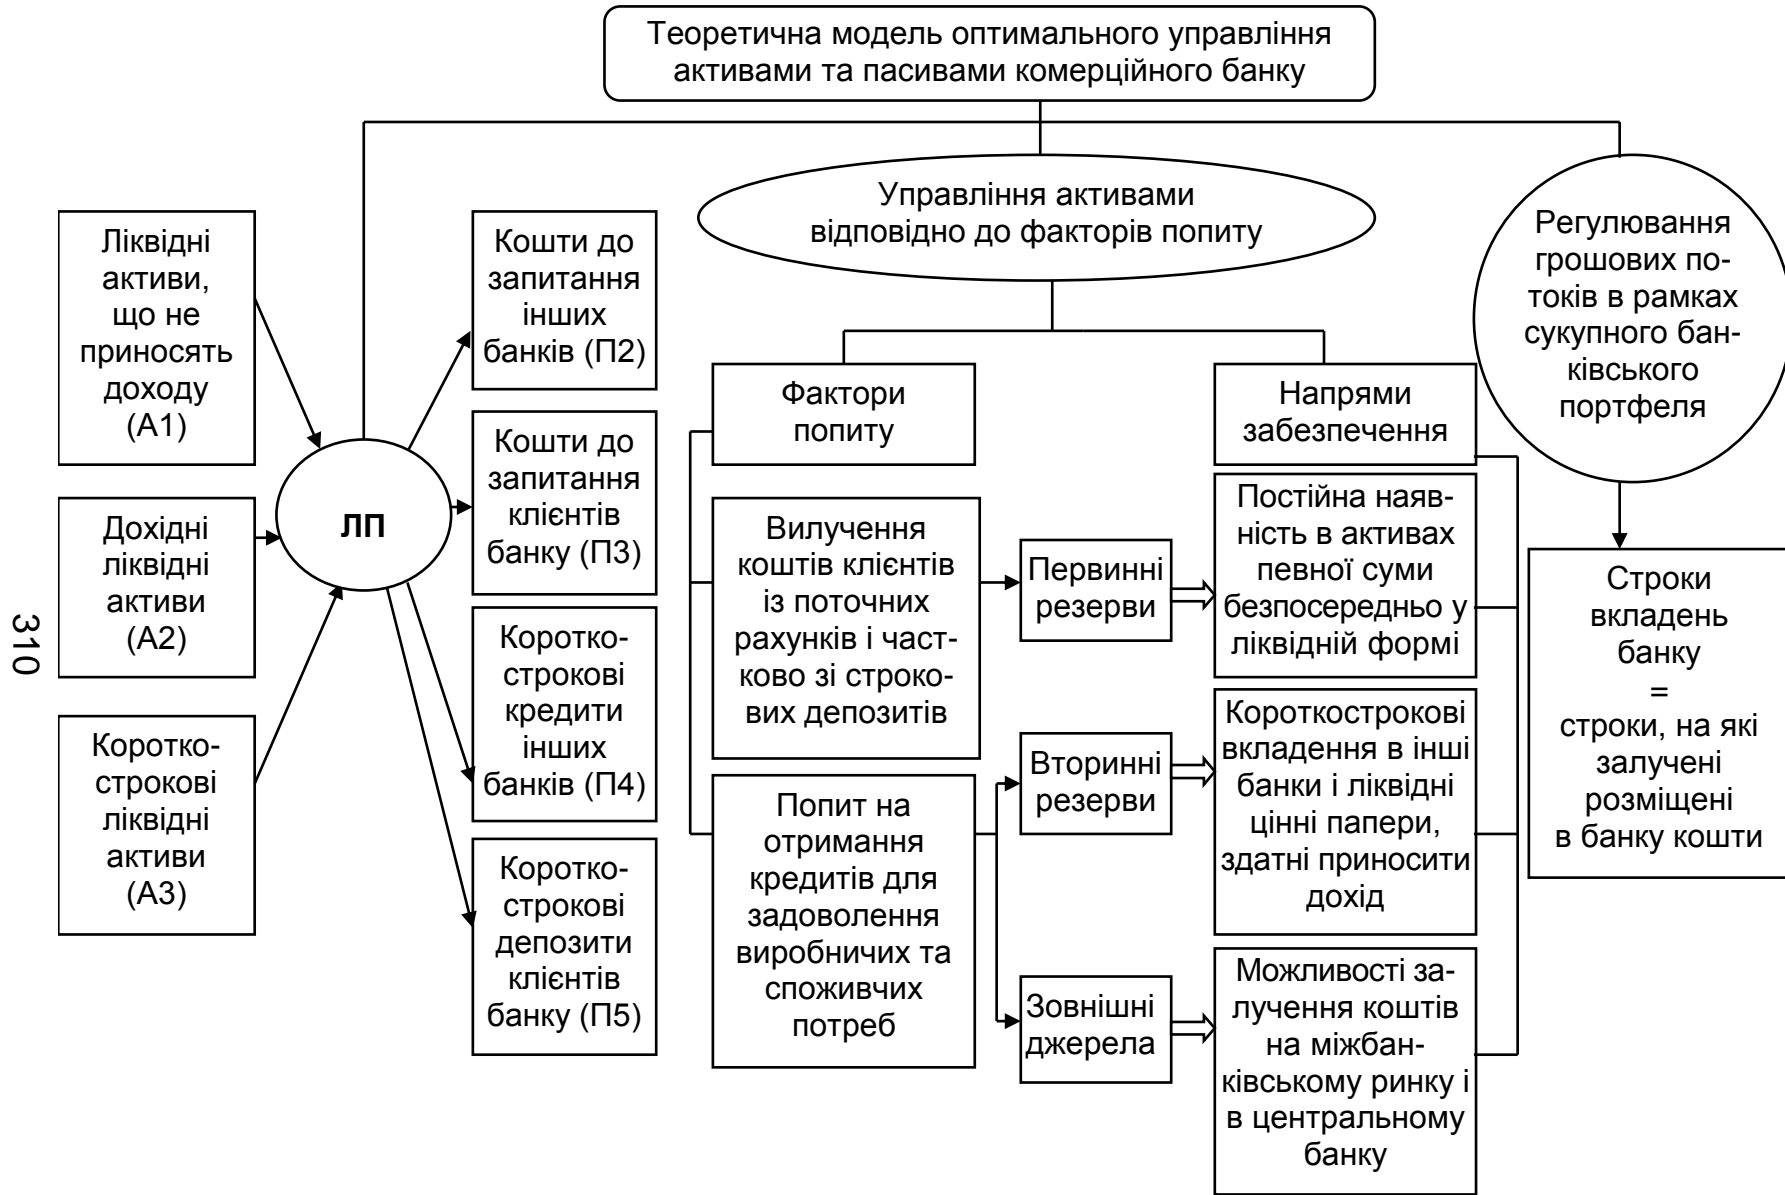 Теоретична модель оптимального управління
активами та пасивами комерційного банку
Ліквідні
активи,
що не
приносять
доходу
(А1)
Дохідні
ліквідні
активи
(А2)
Коротко-
строкові
ліквідні
активи
(А3)
ЛП
Кошти до
запитання
інших
банків (П2)
Кошти до
запитання
клієнтів
банку (П3)
Коротко-
строкові
кредити
інших
банків (П4)
Коротко-
строкові
депозити
клієнтів
банку (П5)
Управління активами
відповідно до факторів попиту
Фактори
попиту
Вилучення
коштів клієнтів
із поточних
рахунків і част-
ково зі строко-
вих депозитів
Попит на
отримання
кредитів для
задоволення
виробничих та
споживчих
потреб
Первинні
резерви
Вторинні
резерви
Зовнішні
джерела
Напрями
забезпечення
Постійна наяв-
ність в активах
певної суми
безпосередньо у
ліквідній формі
Короткострокові
вкладення в інші
банки і ліквідні
цінні папери,
здатні приносити
дохід
Можливості за-
лучення коштів
на міжбан-
ківському ринку і
в центральному
банку
Регулювання
грошових по-
токів в рамках
сукупного бан-
ківського
портфеля
Строки
вкладень
банку
=
строки, на які
залучені
розміщені
в банку кошти
310